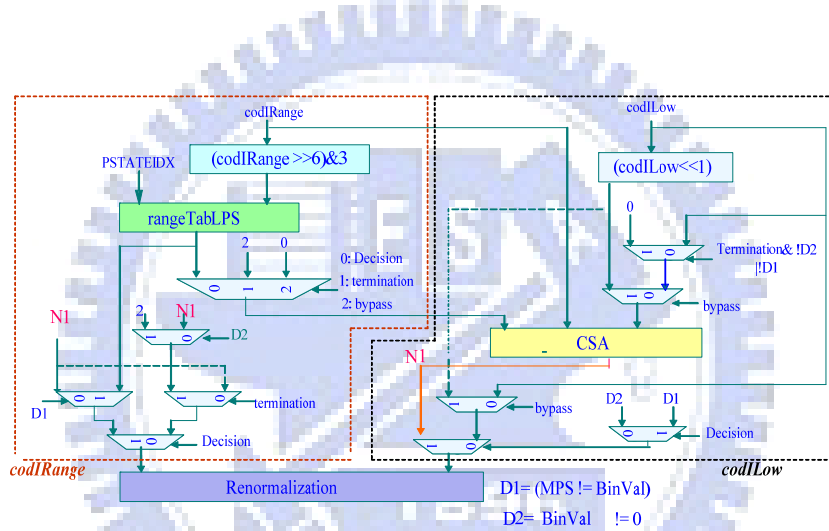 codIRange
codILow
PSTATEIDX
(codIRange >>6)&3
(codILow<<1)
rangeTabLPS
0
2 0
0: Decision
1: termination
2: bypass
0 1 2
1 0
Termination& !D2
|!D1
1 0
bypass
N1
2 N1
1 0
D2
CSA
-
N1
0 1
1 0
D1
termination
1 0
bypass
D2 D1
1 0
Decision
1 0
Decision
1 0
codIRange
codILow
Renormalization
D1= (MPS != BinVal)
D2= BinVal != 0